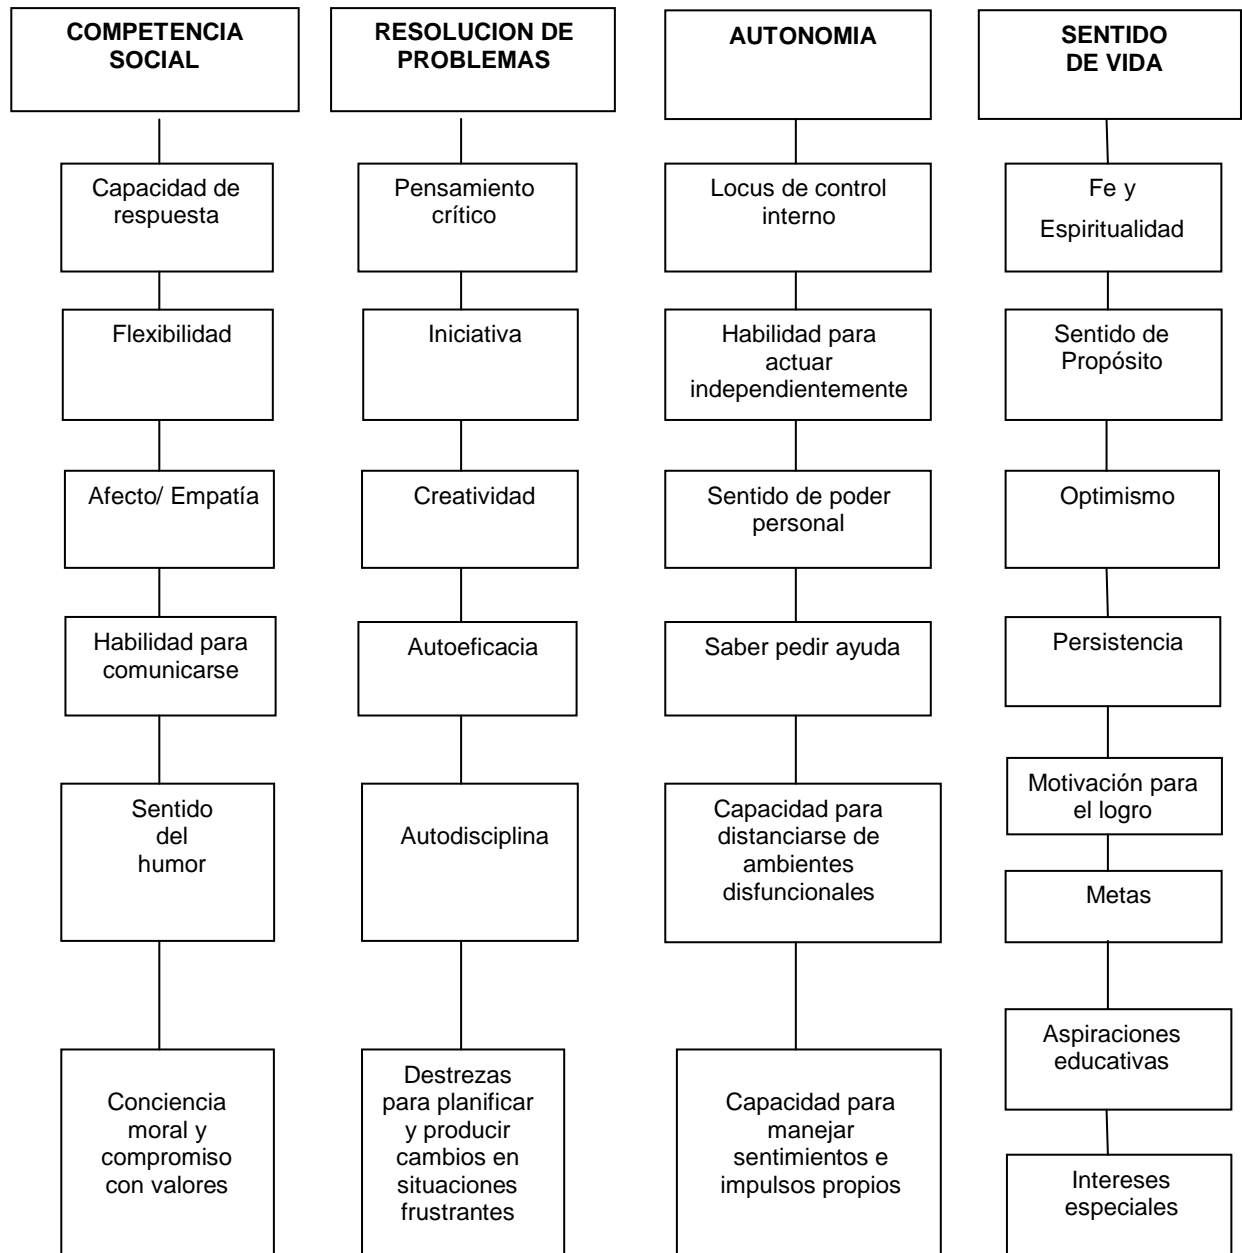 COMPETENCIA
SOCIAL
Capacidad de
respuesta
Flexibilidad
Afecto/ Empatía
Habilidad para
comunicarse
Sentido
del
humor
Conciencia
moral y
compromiso
con valores
RESOLUCION DE
PROBLEMAS
Pensamiento
crítico
Iniciativa
Creatividad
Autoeficacia
Autodisciplina
Destrezas
para planificar
y producir
cambios en
situaciones
frustrantes
AUTONOMIA
Locus de control
interno
Habilidad para
actuar
independientemente
Sentido de poder
personal
Saber pedir ayuda
Capacidad para
distanciarse de
ambientes
disfuncionales
Capacidad para
manejar
sentimientos e
impulsos propios
SENTIDO
DE VIDA
Fe y
Espiritualidad
Sentido de
Propósito
Optimismo
Persistencia
Motivación para
el logro
Metas
Aspiraciones
educativas
Intereses
especiales